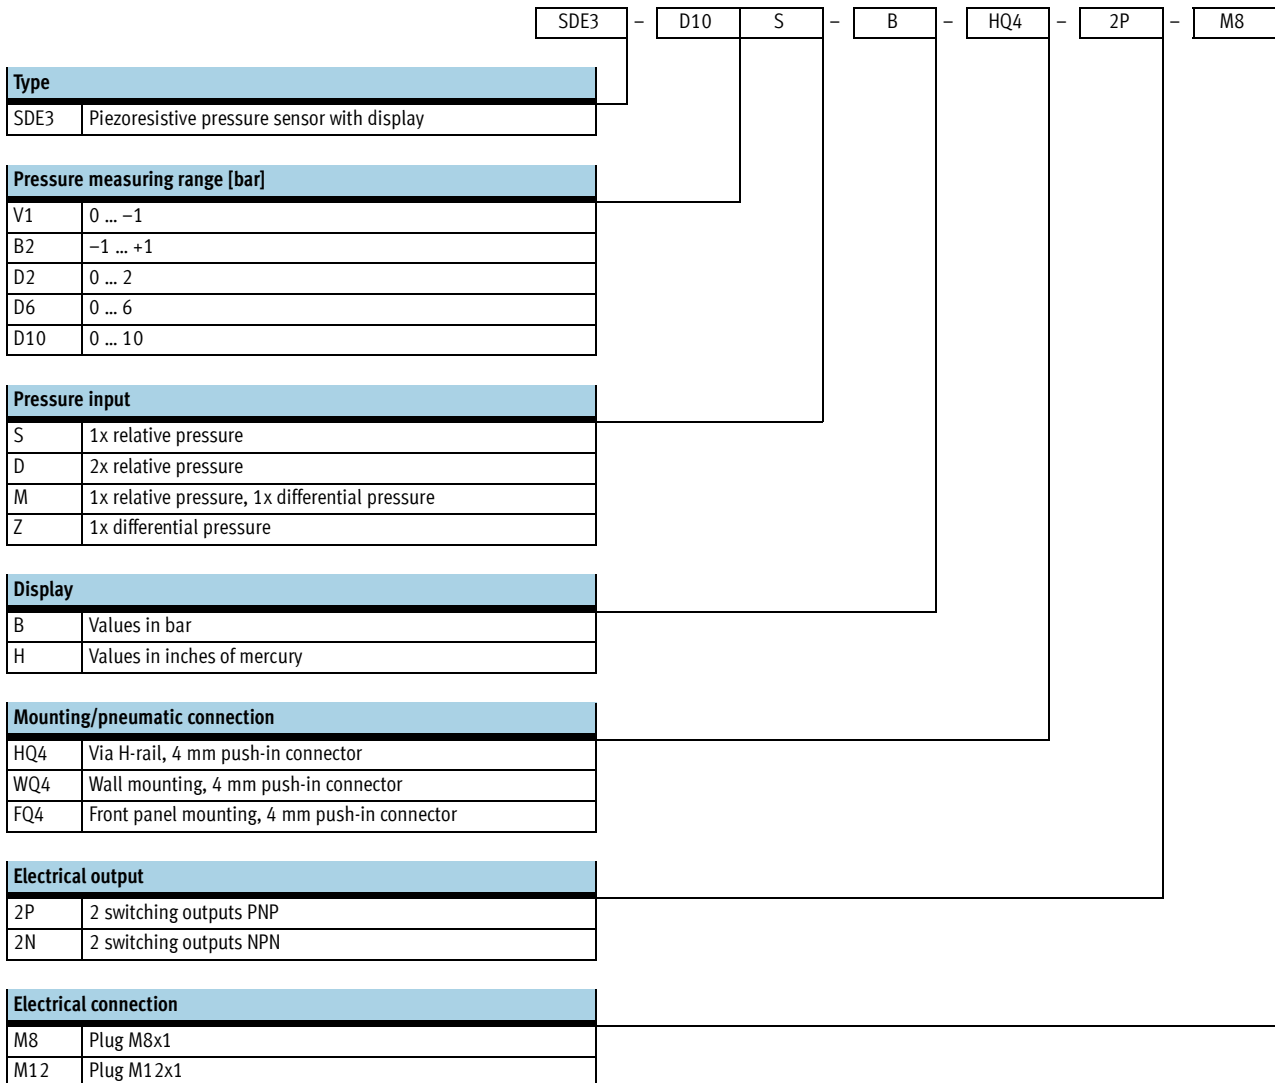 SDE3 – D10 S – B – HQ4 – 2P – M8
Type
SDE3 Piezoresistive pressure sensor with display
Pressure measuring range [bar]
V1 0 ... –1
B2 –1 ... +1
D2 0 ... 2
D6 0 ... 6
D10 0 ... 10
Pressure input
S 1x relative pressure
D 2x relative pressure
M 1x relative pressure, 1x differential pressure
Z 1x differential pressure
Display
B Values in bar
H Values in inches of mercury
Mounting/pneumatic connection
HQ4 Via H-rail, 4 mm push-in connector
WQ4 Wall mounting, 4 mm push-in connector
FQ4 Front panel mounting, 4 mm push-in connector
Electrical output
2P 2 switching outputs PNP
2N 2 switching outputs NPN
Electrical connection
M8 Plug M8x1
M12 Plug M12x1